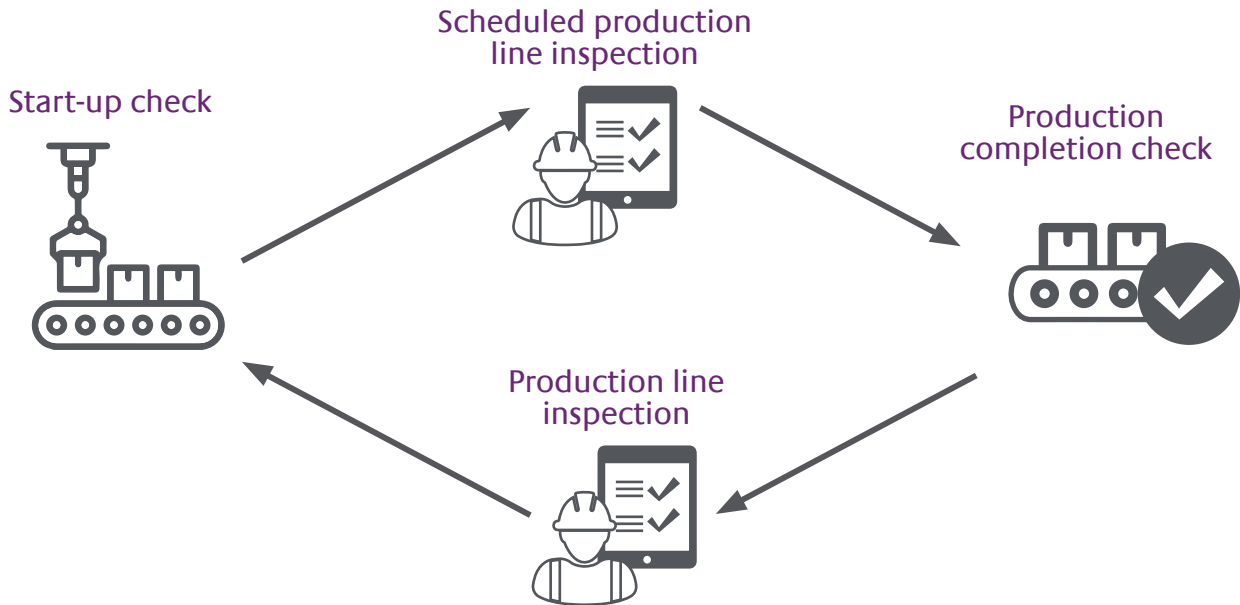 Scheduled production
line inspection
Start-up check
Production
completion check
Production line
inspection